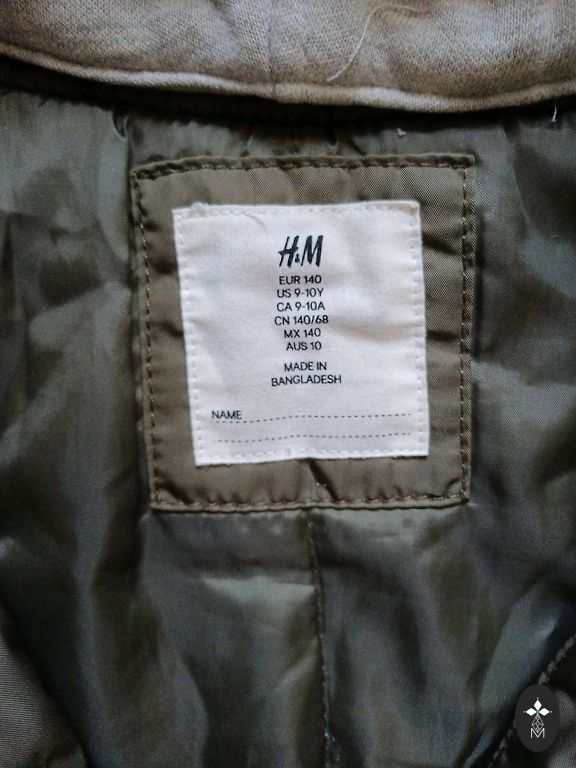 H&M
EUR 140
US 9-10Y
CA 9-10A
CN 140/68
MX 140
AUS 10
MADE IN
BANGLADESH
NAME
M